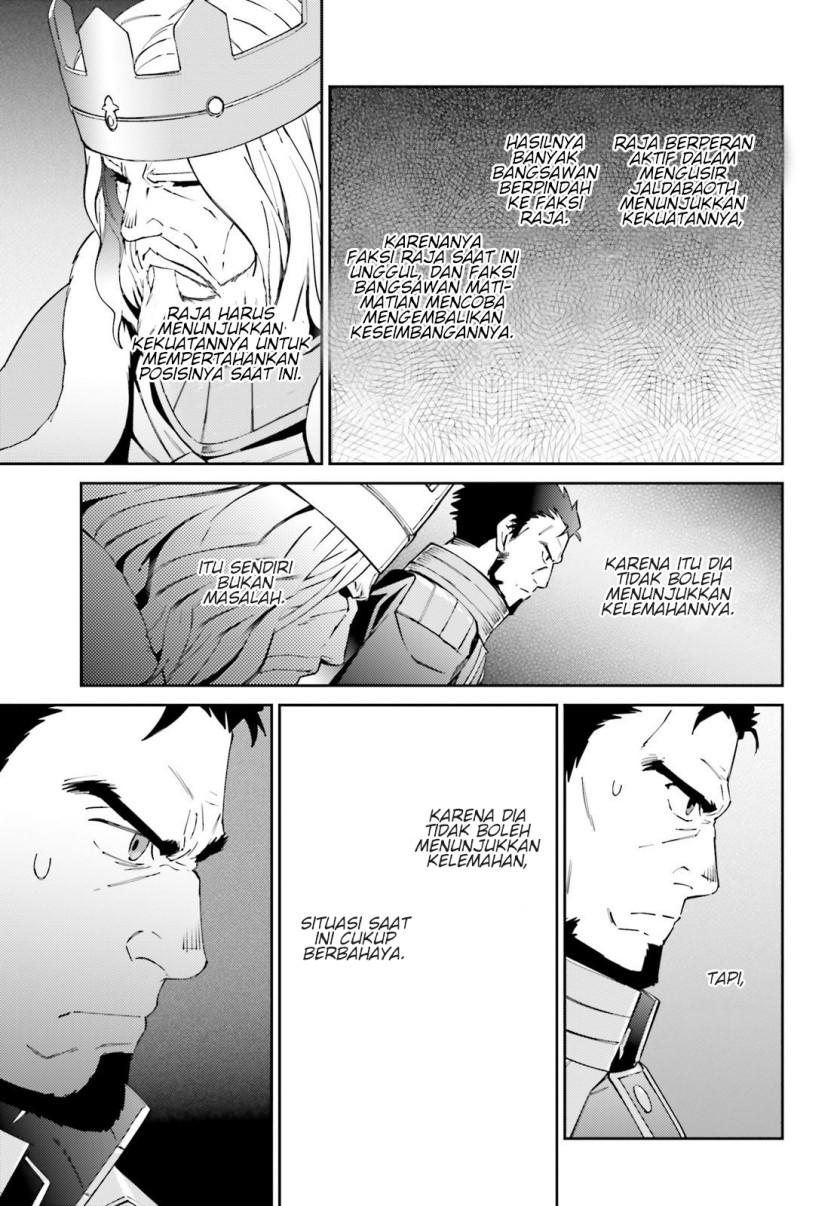 RAJA BERPERAN
AKTIF DALAM
MENGUSIR
JALDABAOTH
MENUNJUKKAN
KEKUATANNYA,
HASILNYA
BANYAK
BANGSAWAN
BERPINDAH
KE FAKSI
RAJA.
KARENANYA
FAKSI RAJA SAAT INI
UNGGUL, DAN FAKSI
BANGSAWAN MATI-
MATIAN MENCOBA
MENGEMBALIKAN
KESEIMBANGANNYA.
RAJA HARUS
MENUNJUKKAN
KEKUATANNYA UNTUK
MEMPERTAHANKAN
POSISINYA SAAT INI.
KARENA ITU DIA
TIDAK BOLEH
MENUNJUKKAN
KELEMAHANNYA.
ITU SENDIRI
BUKAN
MASALAH.
TAPI,
KARENA DIA
TIDAK BOLEH
MENUNJUKKAN
KELEMAHAN,
SITUASI SAAT
INI CUKUP
BERBAHAYA.